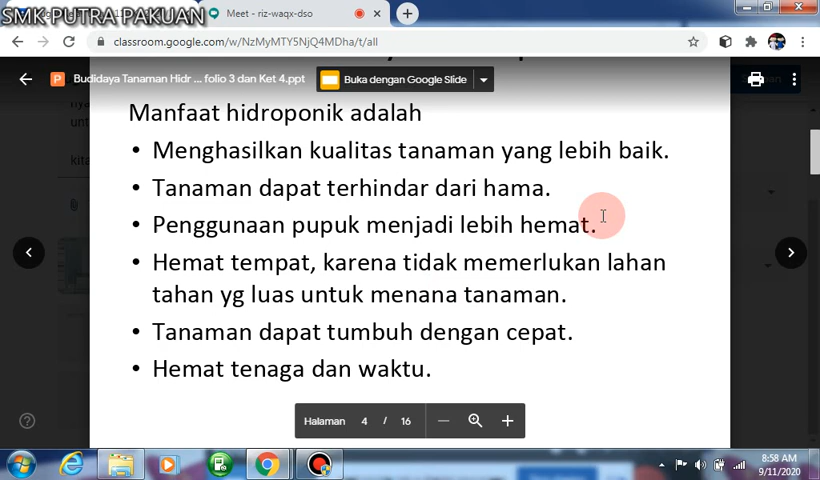 SMK PUTRA PAKUAN
Meet - riz-waqx-dso
classroom.google.com/w/NzMyMTY5NjQ4MDha/t/all
Budidaya Tanaman Hidr ... folio 3 dan Ket 4.ppt
Buka dengan Google Slide
Manfaat hidroponik adalah
• Menghasilkan kualitas tanaman yang lebih baik.
• Tanaman dapat terhindar dari hama.
• Penggunaan pupuk menjadi lebih hemat.
• Hemat tempat, karena tidak memerlukan lahan
tahan yg luas untuk menana tanaman.
• Tanaman dapat tumbuh dengan cepat.
• Hemat tenaga dan waktu.
Halaman 4 / 16
8:58 AM
9/11/2020